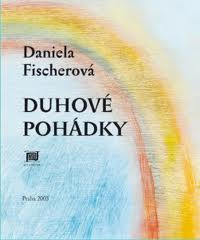 Daniela
Fischerová
DUHOVÉ
POHÁDKY
Praha 2003